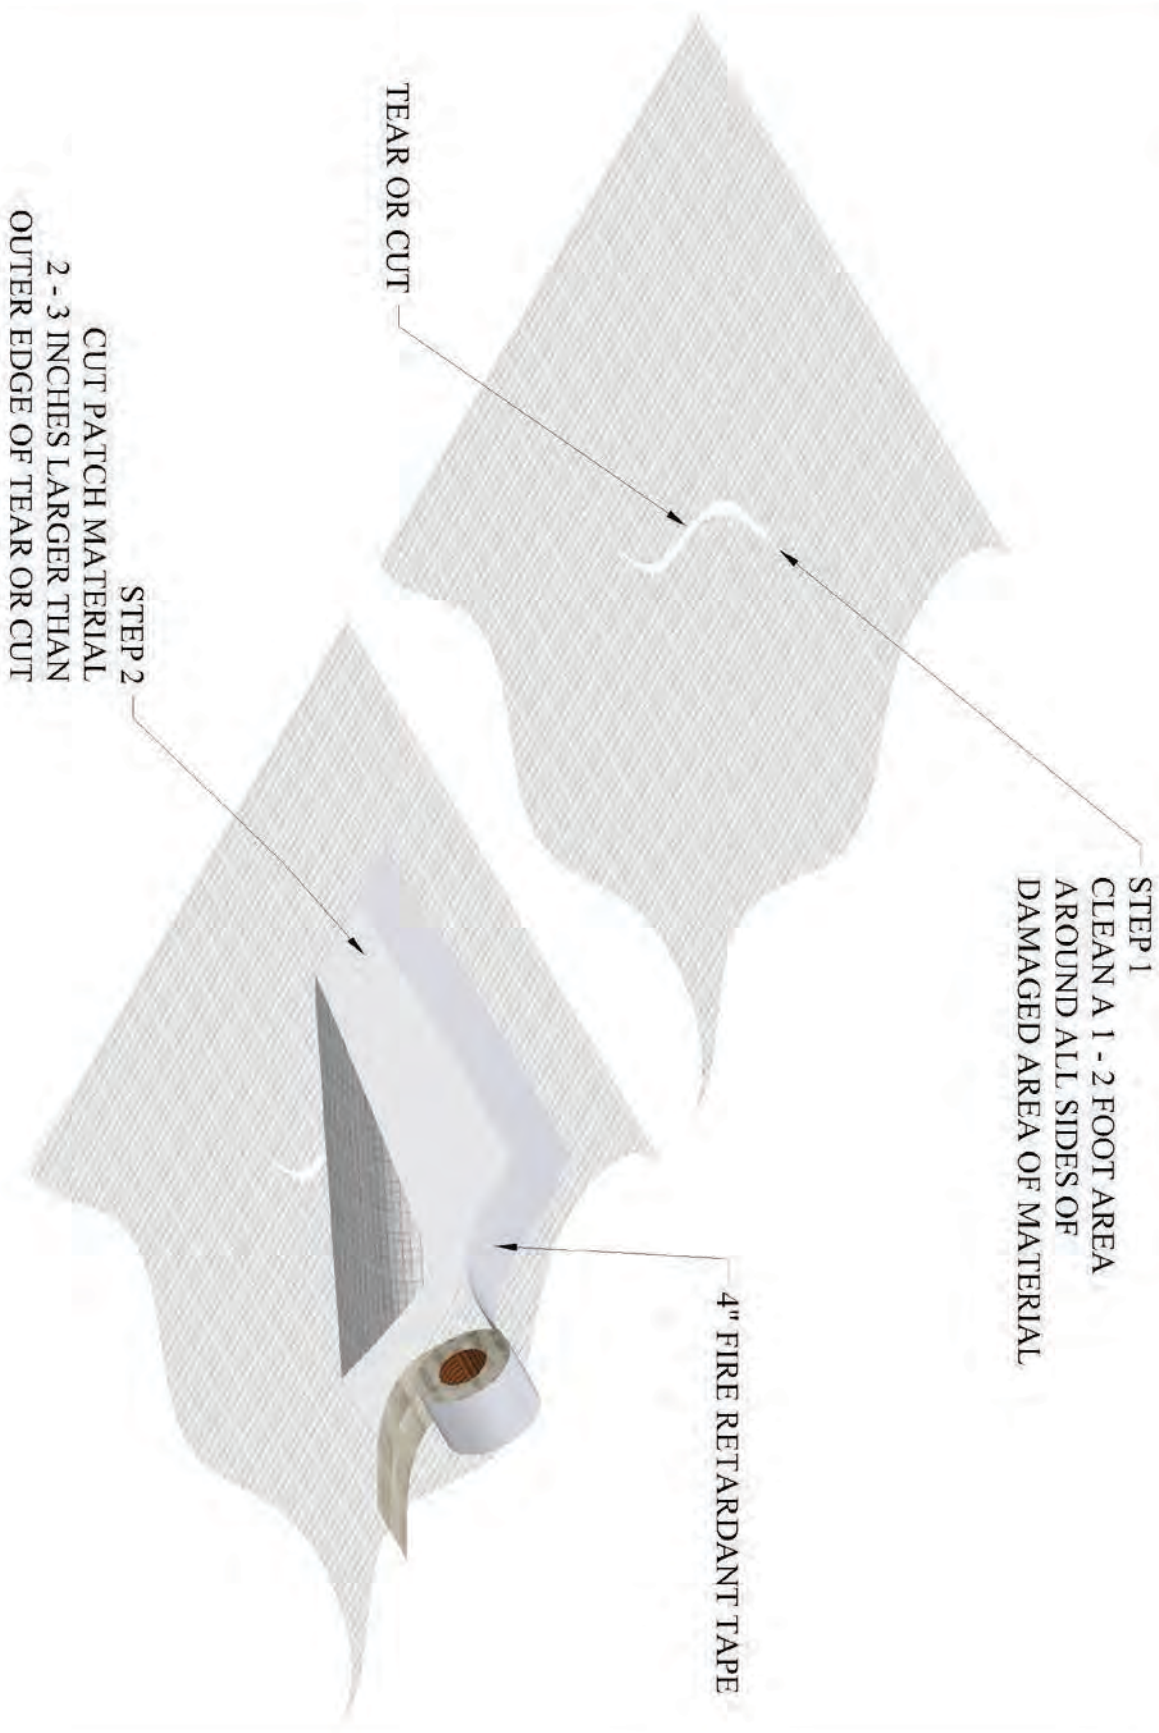 STEP 1
CLEAN A 1 - 2 FOOT AREA
AROUND ALL SIDES OF
DAMAGED AREA OF MATERIAL
TEAR OR CUT
4" FIRE RETARDANT TAPE
STEP 2
CUT PATCH MATERIAL
2 - 3 INCHES LARGER THAN
OUTER EDGE OF TEAR OR CUT